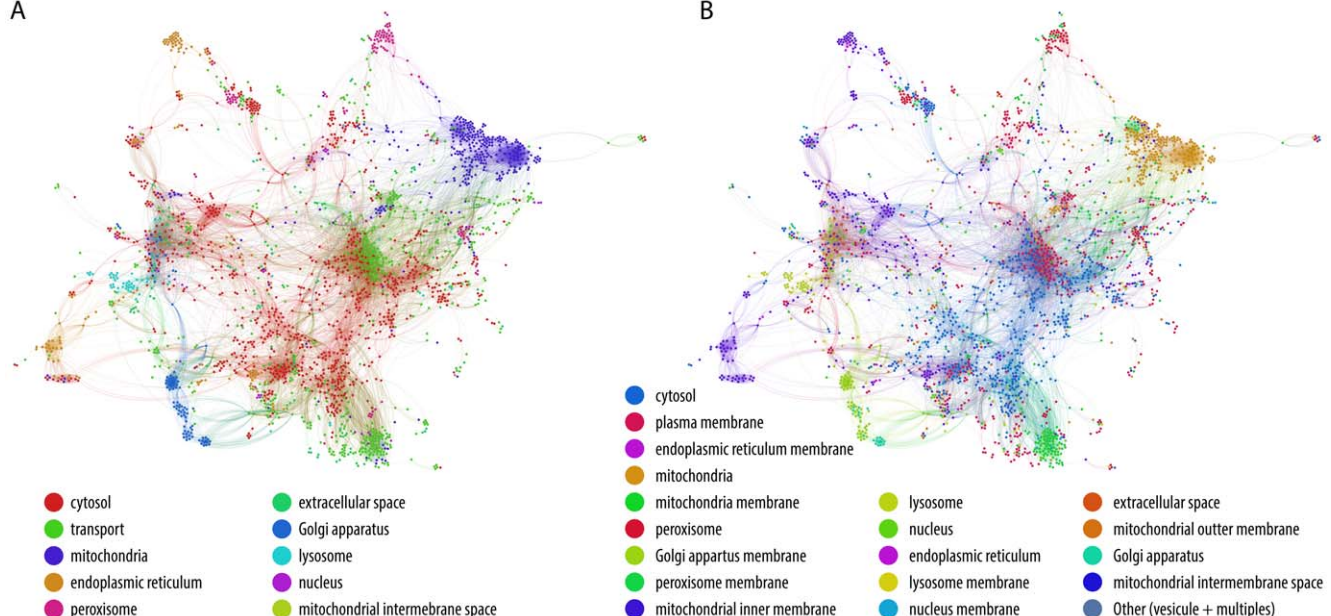 A
B
cytosol
transport
mitochondria
endoplasmic reticulum
peroxisome
extracellular space
Golgi apparatus
lysosome
nucleus
mitochondrial intermebrane space
cytosol
plasma membrane
endoplasmic reticulum membrane
mitochondria
mitochondria membrane
peroxisome
Golgi appartus membrane
peroxisome membrane
mitochondrial inner membrane
lysosome
nucleus
endoplasmic reticulum
lysosome membrane
nucleus membrane
extracellular space
mitochondrial outter membrane
Golgi apparatus
mitochondrial intermembrane space
Other (vesicule + multiples)